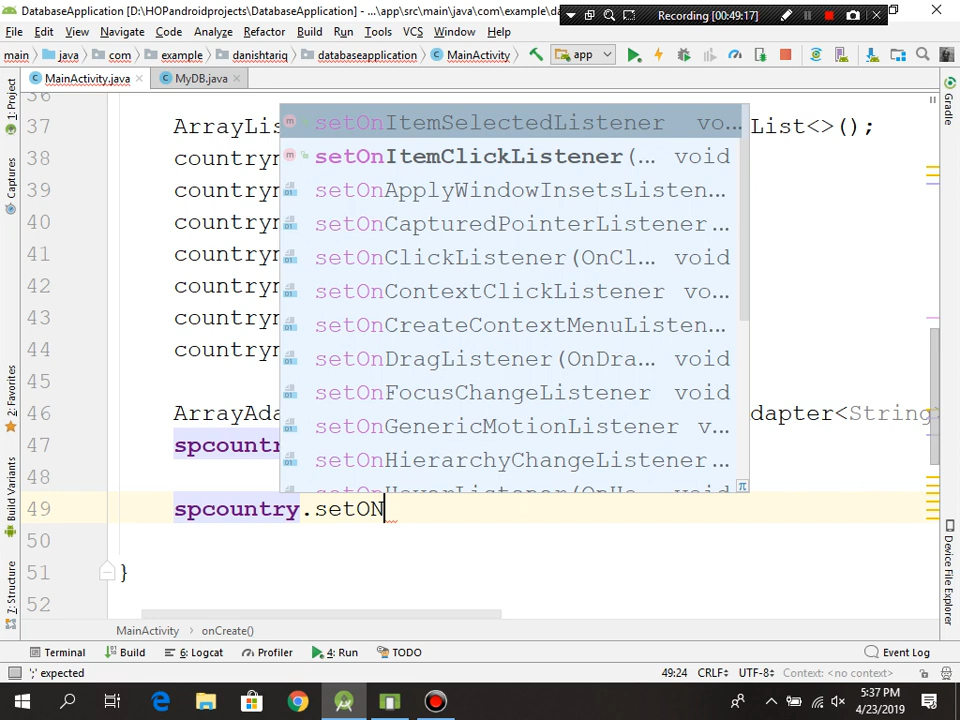 DatabaseApplication [D:\HOPandroidprojects\DatabaseApplication] - ...\app\src\main\java\com\example\da
Recording [00:49:17]
File Edit View Navigate Code Analyze Refactor Build Run Tools VCS Window Help
main java com example danishtariq databaseapplication MainActivity app
MainActivity.java MyDB.java
36
37 ArrayLis List<>();
38 countryn
39 countryn
40 countryn
41 countryn
42 countryn
43 countryn
44 countryn
45
46 ArrayAda dapter<String>
47 spcountr
48
49 spcountry.setON
50
51 }
52
setOnItemSelectedListener vo...
setOnItemClickListener(... void
setOnApplyWindowInsetsListen...
setOnCapturedPointerListener...
setOnClickListener(OnCl... void
setOnContextClickListener vo...
setOnCreateContextMenuListen...
setOnDragListener(OnDra... void
setOnFocusChangeListener void
setOnGenericMotionListener v...
setOnHierarchyChangeListener...
setOnHoverListener(OnHo... void
π
1: Project
Captures
2: Favorites
Build Variants
7: Structure
Gradle
Device File Explorer
MainActivity onCreate()
Terminal Build 6: Logcat Profiler 4: Run TODO Event Log
';' expected 49:24 CRLF UTF-8 Context: <no context>
5:37 PM
4/23/2019